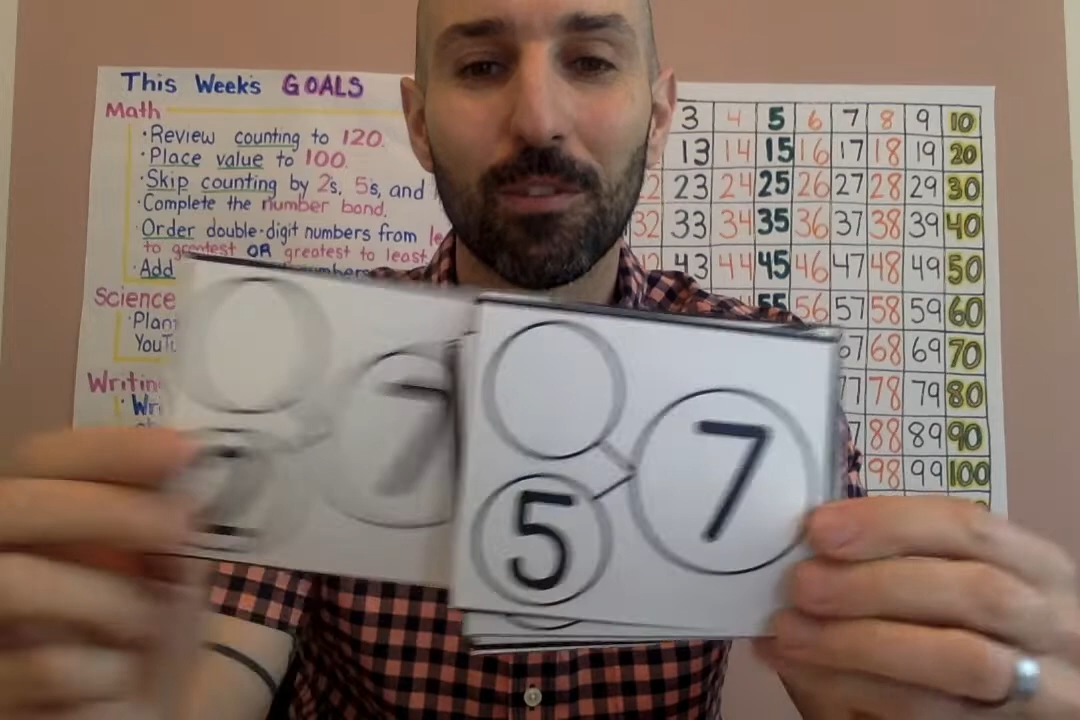 This Week's GOALS
Math
· Review counting to 120.
· Place value to 100.
· Skip counting by 2's, 5's, and
· Complete the number bond.
· Order double-digit numbers from
to greatest OR greatest to least.
· Add numbers
Science
YouTu
Writing
3 4 5 6 7 8 9 10
13 14 15 16 17 18 19 20
23 24 25 26 27 28 29 30
32 33 34 35 36 37 38 39 40
43 44 45 46 47 48 49 50
55 56 57 58 59 60
67 68 69 70
77 78 79 80
88 89 90
98 99 100
7
7
5